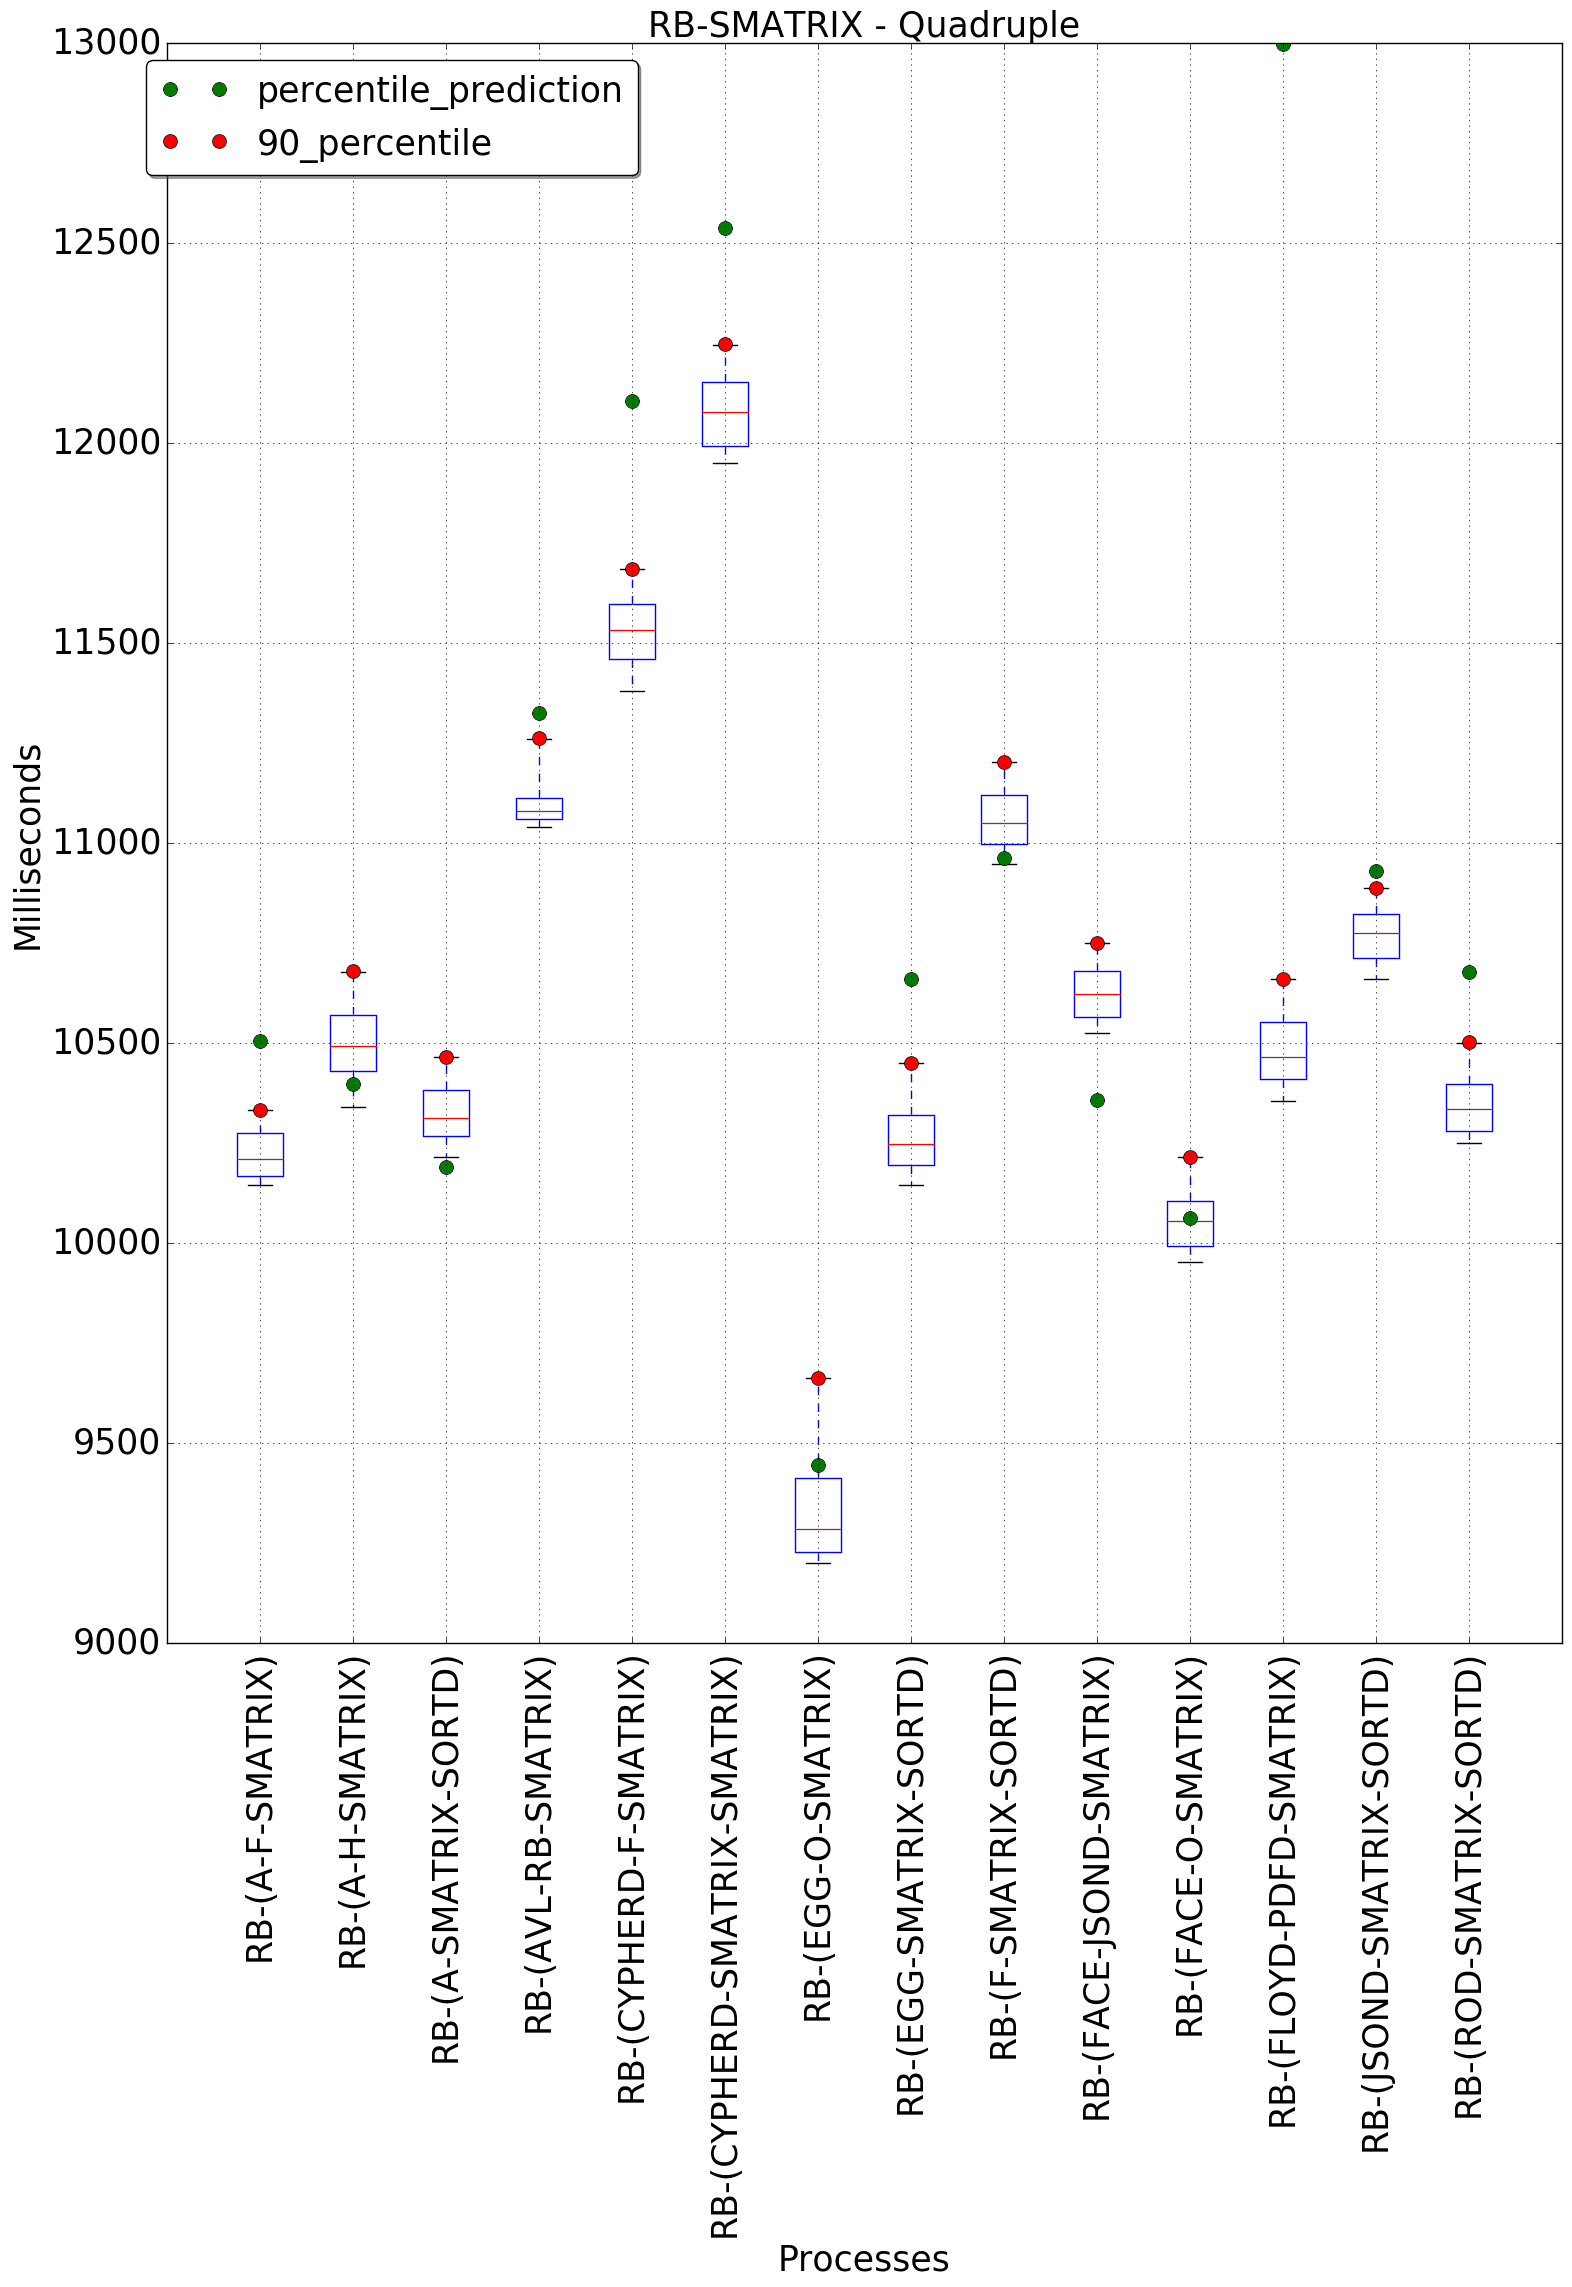 RB-SMATRIX - Quadruple
percentile_prediction
90_percentile
13000
12500
12000
11500
11000
10500
10000
9500
9000
Milliseconds
RB-(A-F-SMATRIX)
RB-(A-H-SMATRIX)
RB-(A-SMATRIX-SORTD)
RB-(AVL-RB-SMATRIX)
RB-(CYPHERD-F-SMATRIX)
RB-(CYPHERD-SMATRIX-SMATRIX)
RB-(EGG-O-SMATRIX)
RB-(EGG-SMATRIX-SORTD)
RB-(F-SMATRIX-SORTD)
RB-(FACE-JSOND-SMATRIX)
RB-(FACE-O-SMATRIX)
RB-(FLOYD-PDFD-SMATRIX)
RB-(JSOND-SMATRIX-SORTD)
RB-(ROD-SMATRIX-SORTD)
Processes